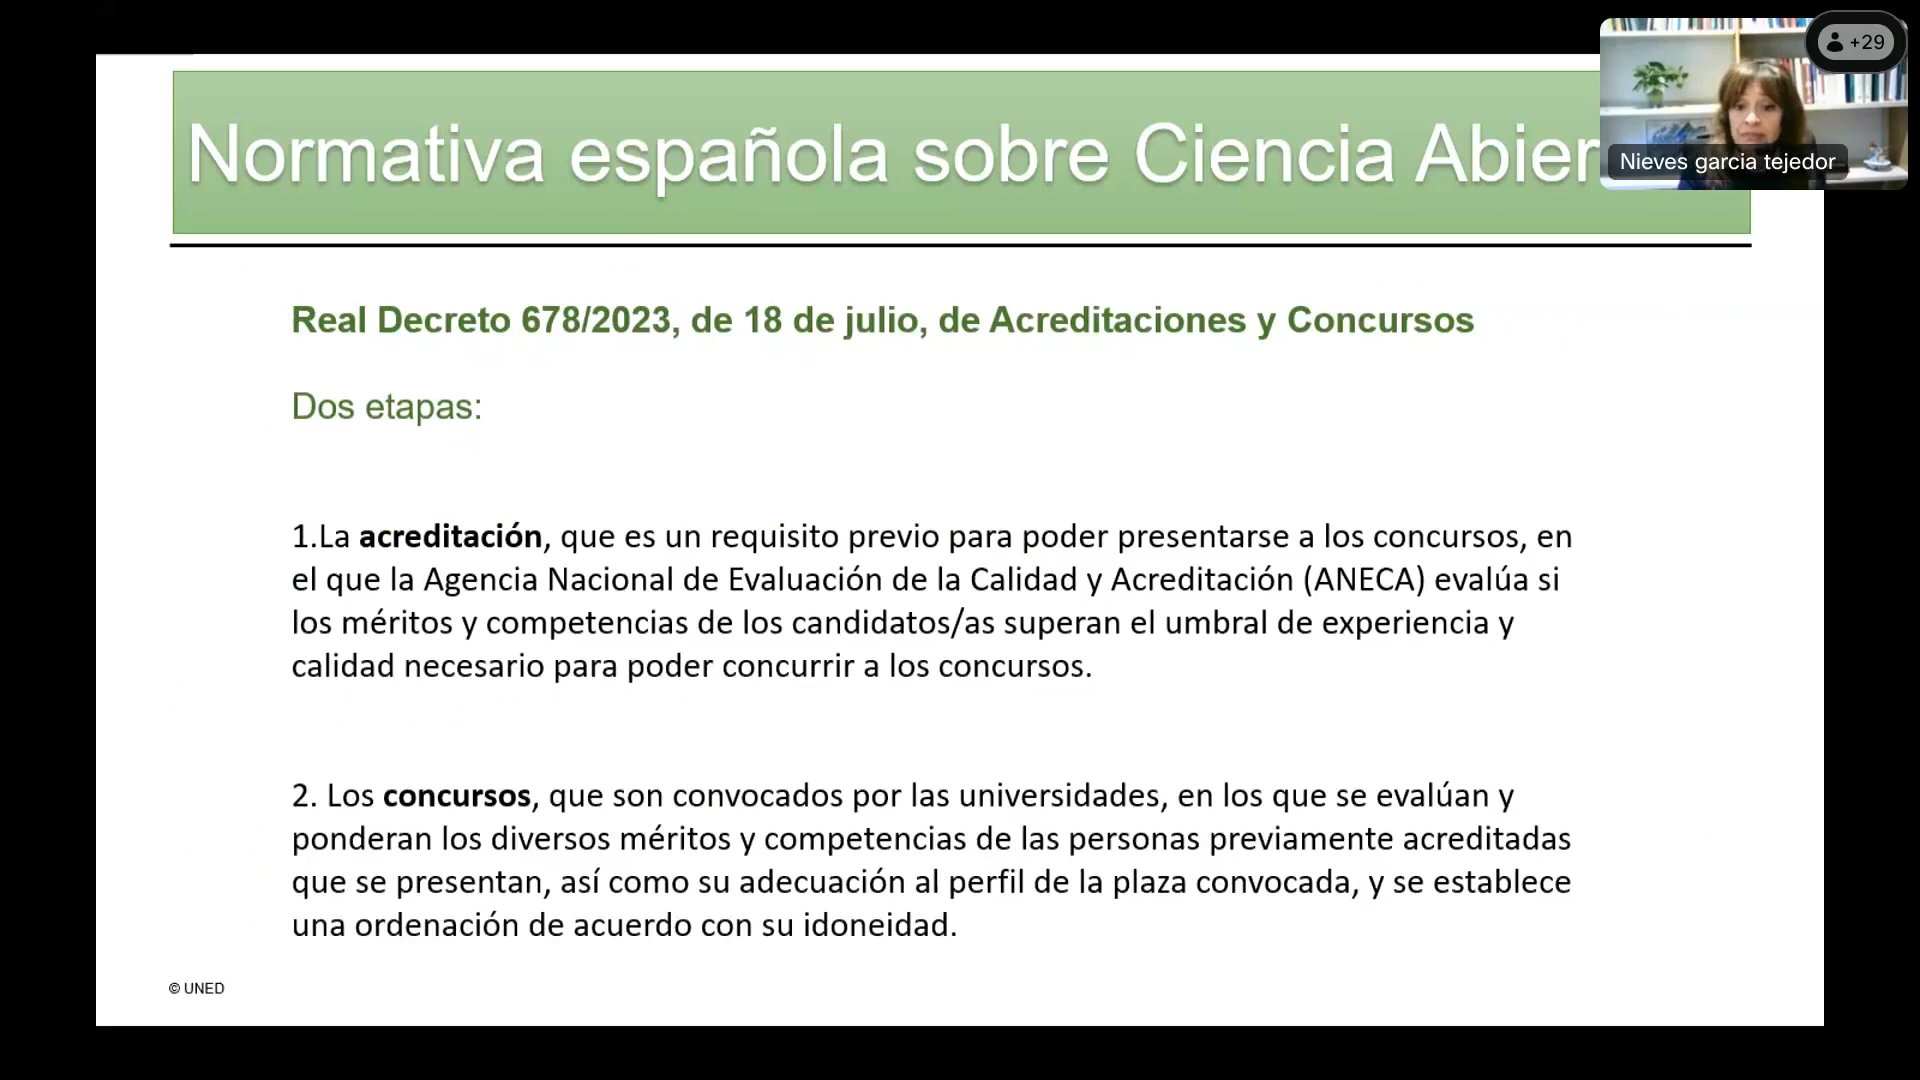 +29
Nieves garcia tejedor
Normativa española sobre Ciencia Abier
Real Decreto 678/2023, de 18 de julio, de Acreditaciones y Concursos
Dos etapas:
1.La acreditación, que es un requisito previo para poder presentarse a los concursos, en
el que la Agencia Nacional de Evaluación de la Calidad y Acreditación (ANECA) evalúa si
los méritos y competencias de los candidatos/as superan el umbral de experiencia y
calidad necesario para poder concurrir a los concursos.
2. Los concursos, que son convocados por las universidades, en los que se evalúan y
ponderan los diversos méritos y competencias de las personas previamente acreditadas
que se presentan, así como su adecuación al perfil de la plaza convocada, y se establece
una ordenación de acuerdo con su idoneidad.
© UNED